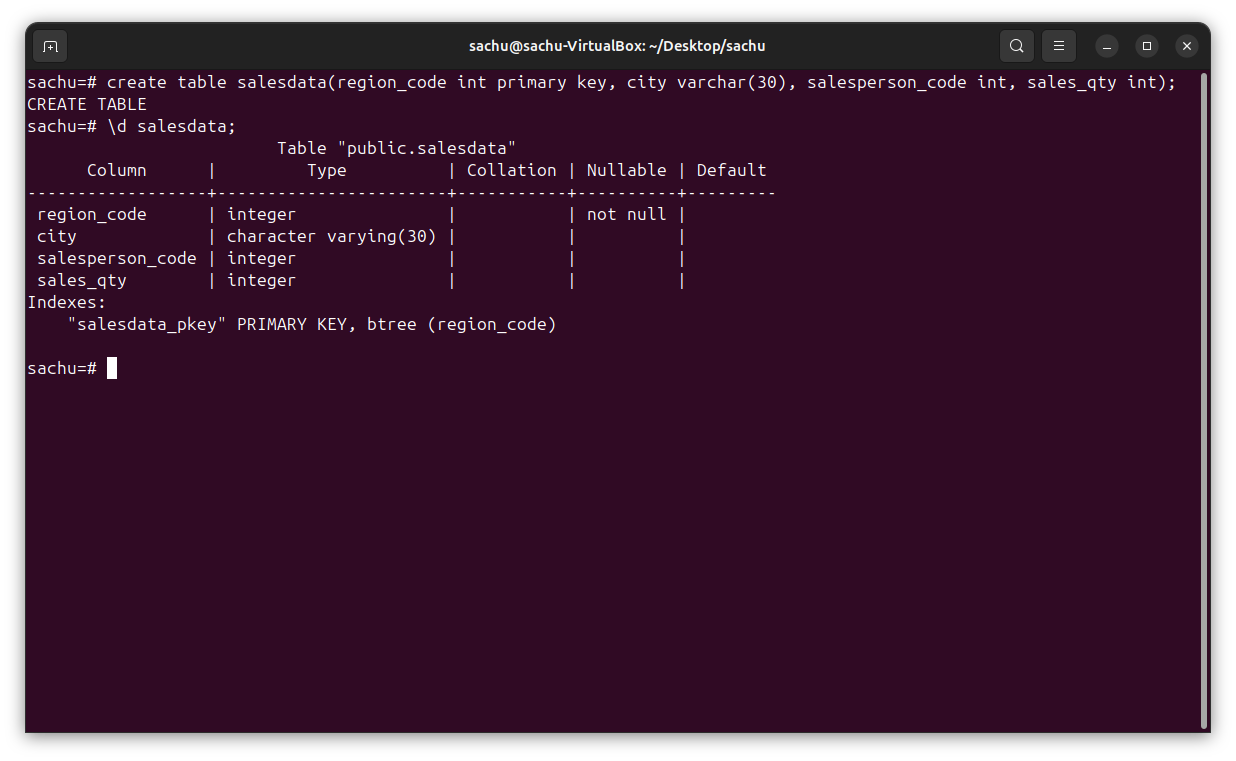 sachu@sachu-VirtualBox: ~/Desktop/sachu
sachu=# create table salesdata(region_code int primary key, city varchar(30), salesperson_code int, sales_qty int);
CREATE TABLE
sachu=# \d salesdata;
                         Table "public.salesdata"
      Column      |         Type          | Collation | Nullable | Default
------------------+-----------------------+-----------+----------+---------
 region_code      | integer               |           | not null |
 city             | character varying(30) |           |          |
 salesperson_code | integer               |           |          |
 sales_qty        | integer               |           |          |
Indexes:
    "salesdata_pkey" PRIMARY KEY, btree (region_code)
sachu=#